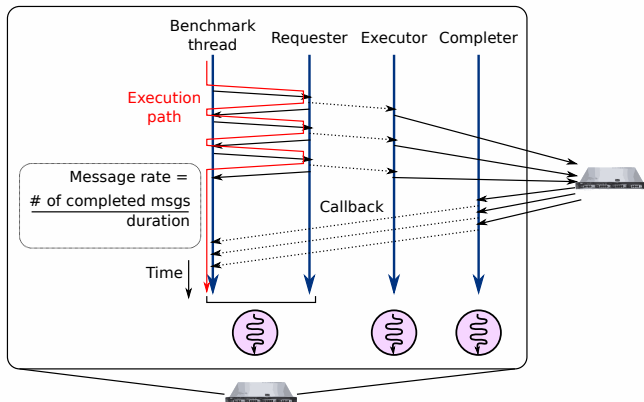 Benchmark
thread
Requester
Executor
Completer
Execution
path
Message rate =
# of completed msgs
duration
Callback
Time